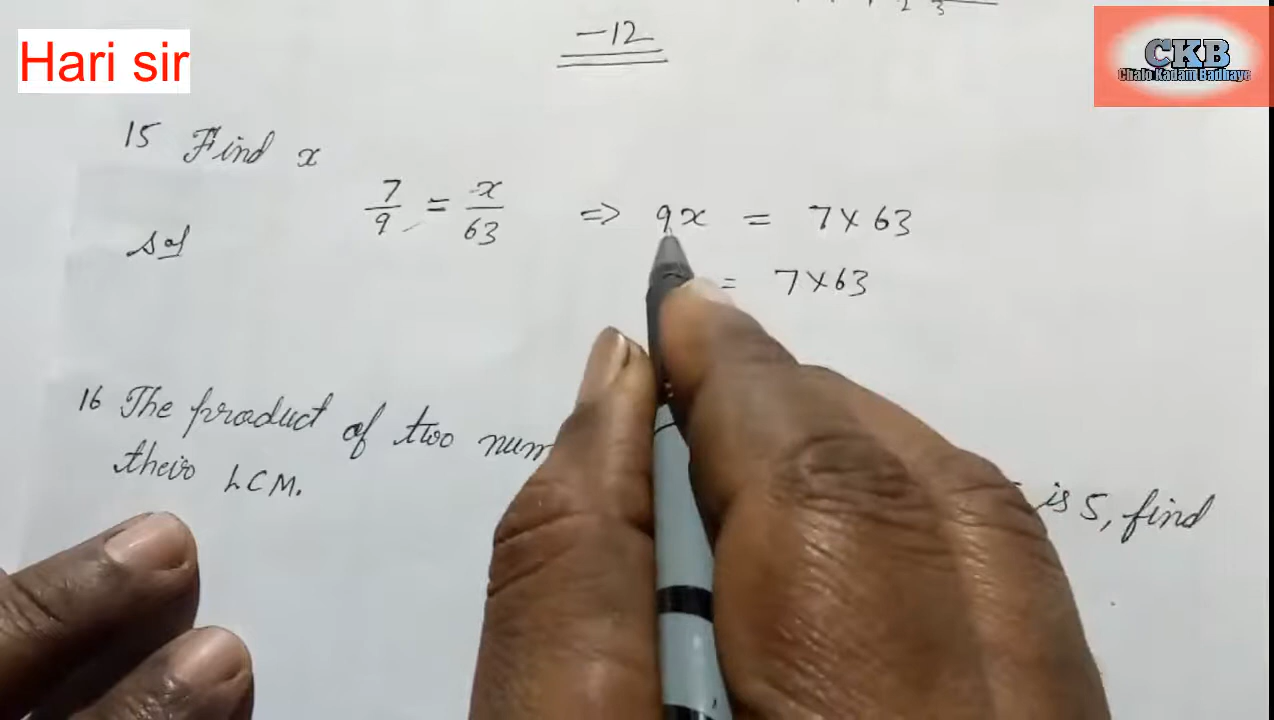 -12
Hari sir
CKB
Chalo Kadam Badhaye
15 Find x
7/9 = x/63 => 9x = 7×63
Sol
= 7×63
16 The product of two is 5, find
their LCM.